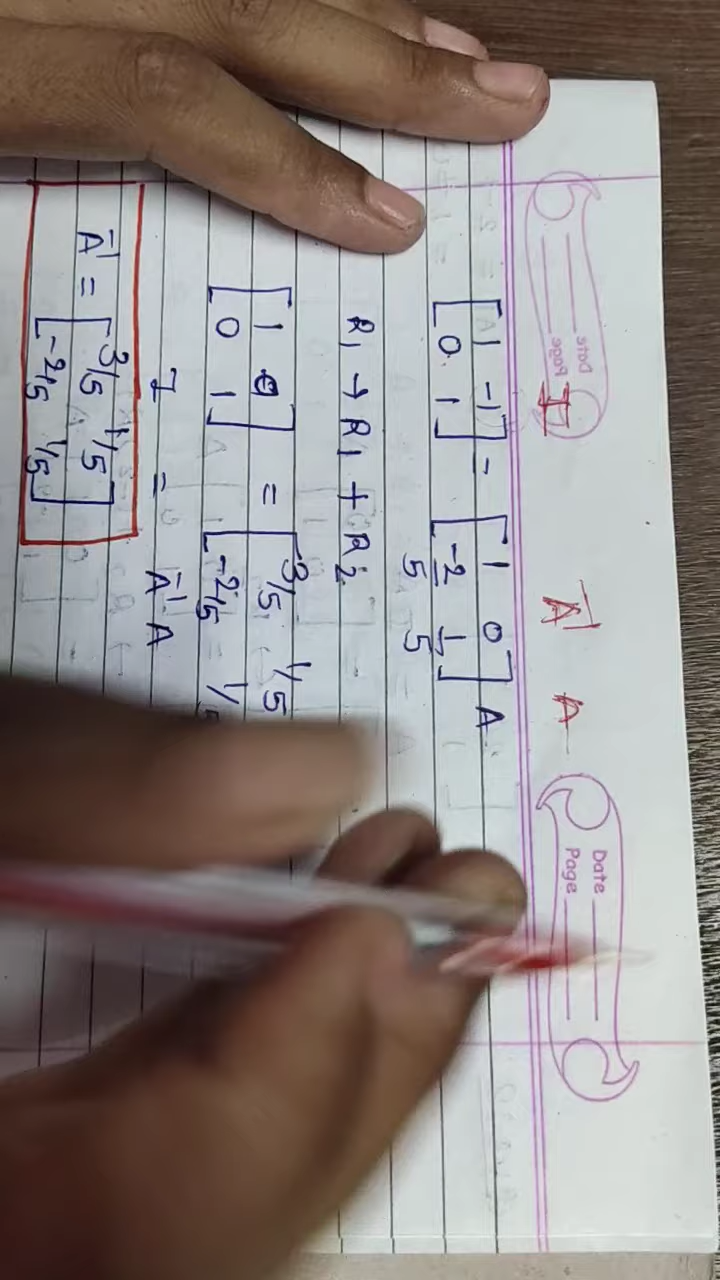 Date
Page
Date
Page
I A⁻¹ A
[1 -1] = [1 0] A
[0 1] [-2/5 1/5]
R₁ → R₁ + R₂
[1 0] = [3/5 1/5
[0 1] [-2/5 1/5
I = A⁻¹ A
A⁻¹ = [3/5 1/5]
[-2/5 1/5]